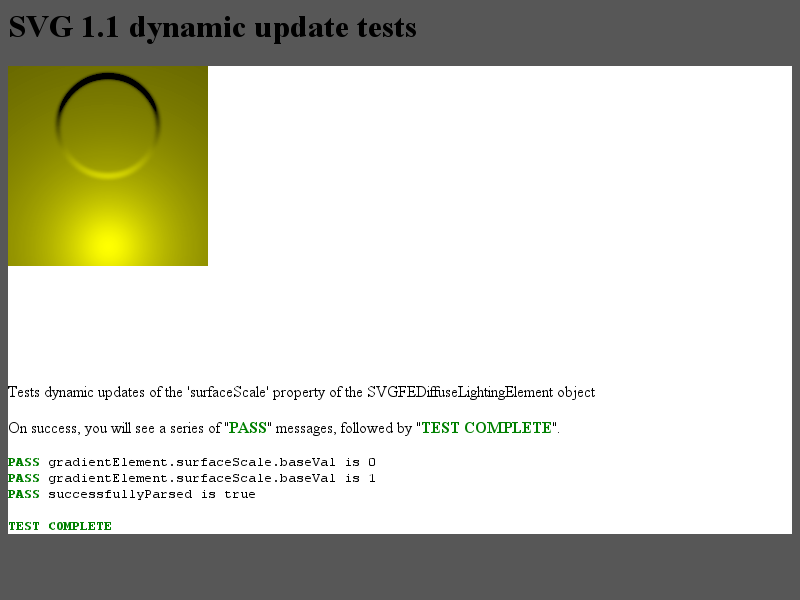 SVG 1.1 dynamic update tests
Tests dynamic updates of the 'surfaceScale' property of the SVGFEDiffuseLightingElement object
On success, you will see a series of "PASS" messages, followed by "TEST COMPLETE".
PASS gradientElement.surfaceScale.baseVal is 0
PASS gradientElement.surfaceScale.baseVal is 1
PASS successfullyParsed is true
TEST COMPLETE